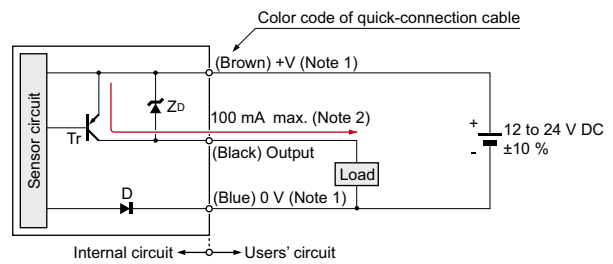 Color code of quick-connection cable
(Brown) +V (Note 1)
Sensor circuit
Tr
ZD
100 mA max. (Note 2)
(Black) Output
+
-
12 to 24 V DC
±10 %
Load
D
(Blue) 0 V (Note 1)
Internal circuit
Users' circuit